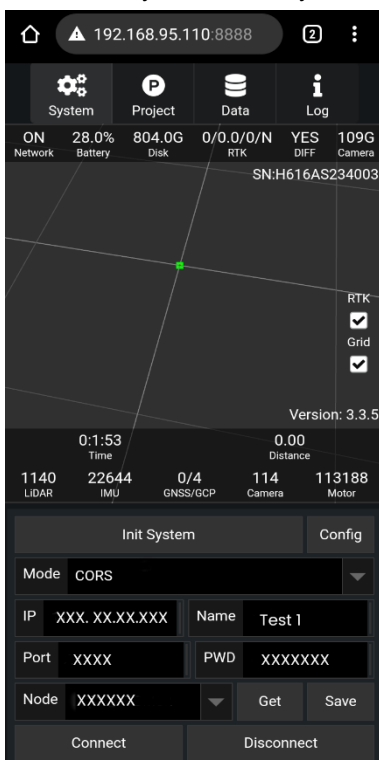 192.168.95.110:8888 2
System Project Data Log
ON 28.0% 804.0G 0/0.0/0/N YES 109G
Network Battery Disk RTK DIFF Camera
SN:H616AS234003
RTK
Grid
Version: 3.3.5
0:1:53 0.00
Time Distance
1140 22644 0/4 114 113188
LiDAR IMU GNSS/GCP Camera Motor
Init System Config
Mode CORS
IP XXX. XX.XX.XXX Name Test 1
Port XXXX PWD XXXXXXX
Node XXXXXX Get Save
Connect Disconnect